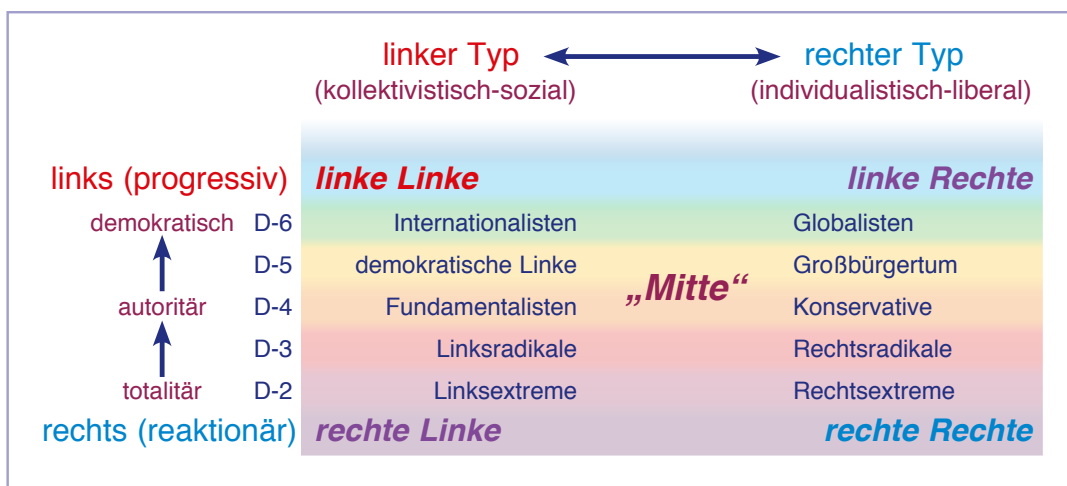 linker Typ rechter Typ
(kollektivistisch-sozial) (individualistisch-liberal)
links (progressiv) linke Linke linke Rechte
demokratisch D-6 Internationalisten Globalisten
D-5 demokratische Linke Großbürgertum
„Mitte“
autoritär D-4 Fundamentalisten Konservative
D-3 Linksradikale Rechtsradikale
totalitär D-2 Linksextreme Rechtsextreme
rechts (reaktionär) rechte Linke rechte Rechte